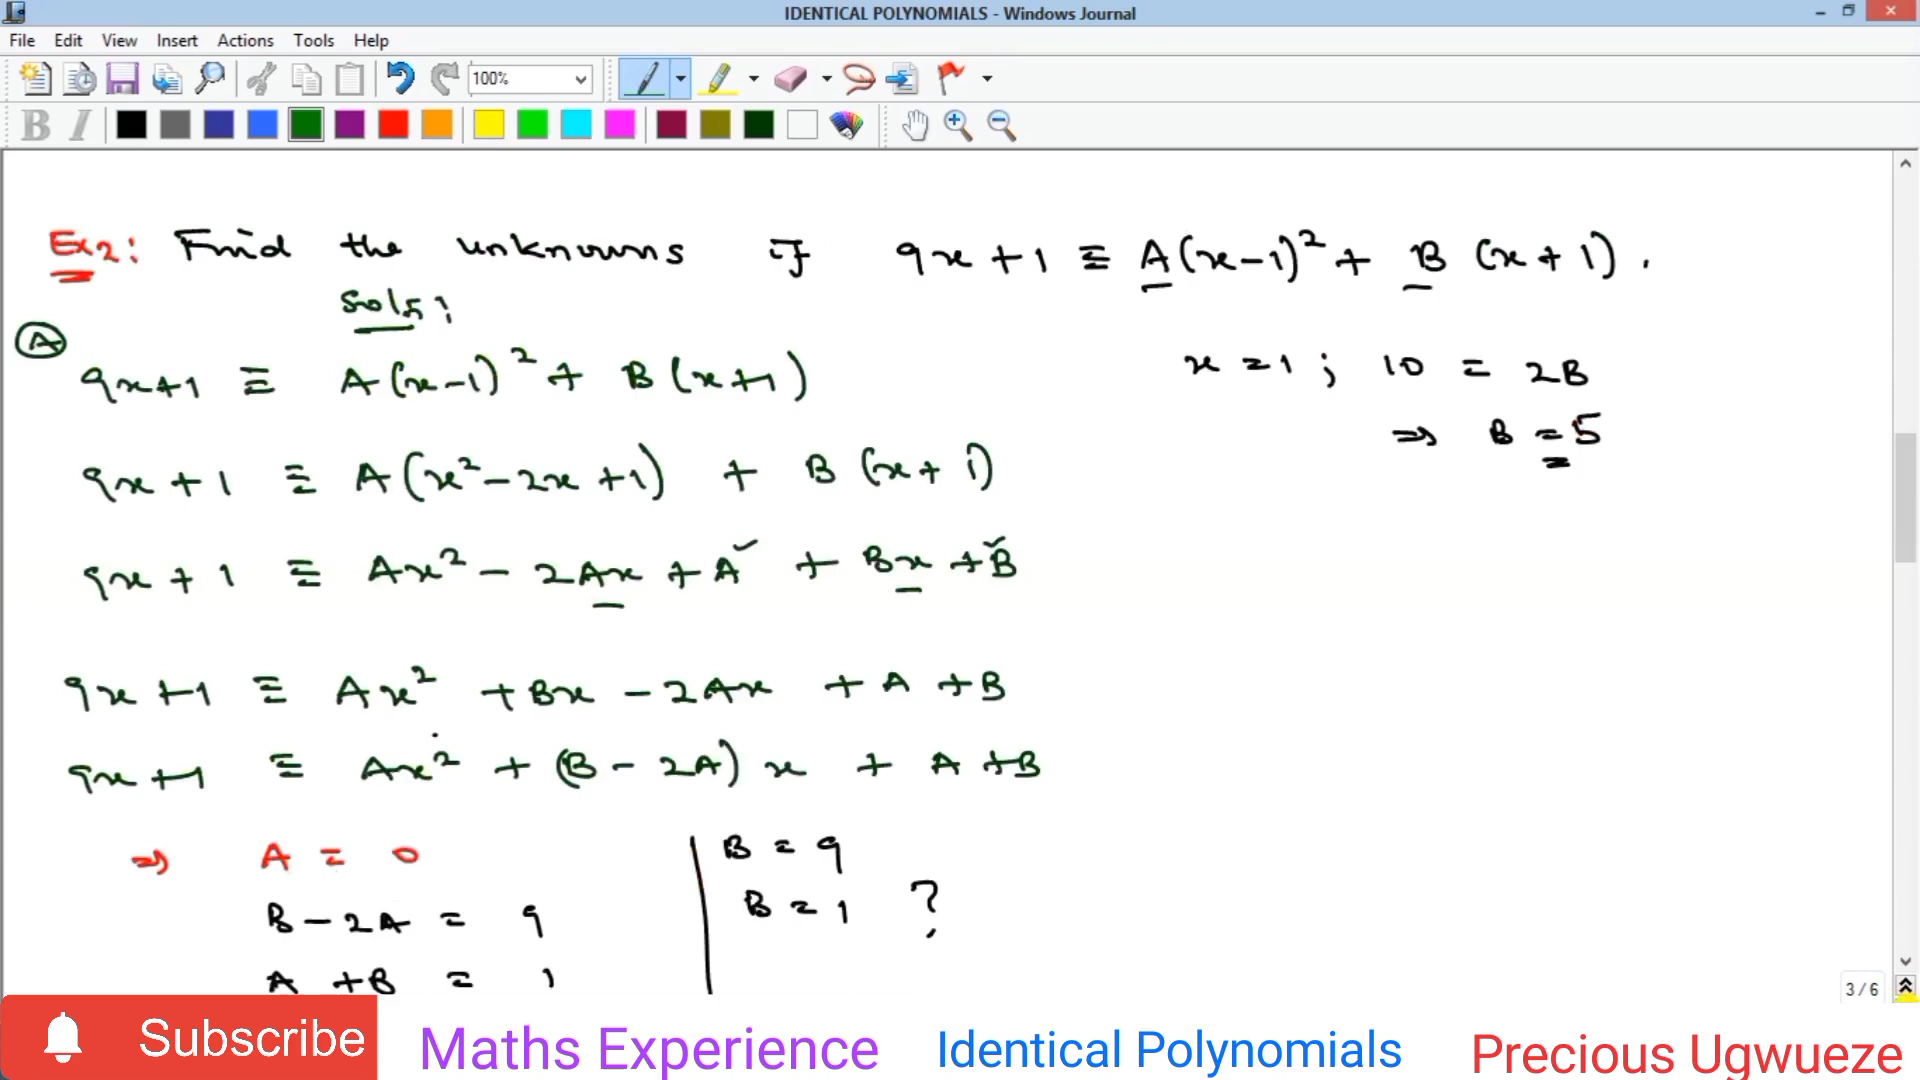 IDENTICAL POLYNOMIALS - Windows Journal
File Edit View Insert Actions Tools Help
100%
B I
Ex2: Find the unknowns if 9x + 1 ≡ A(x-1)² + B (x + 1).
Soln:
A
9x+1 ≡ A(x-1)² + B(x+1)
x = 1 ; 10 = 2B
⇒ B = 5
9x + 1 ≡ A(x² - 2x + 1) + B (x + 1)
9x + 1 ≡ Ax² - 2Ax + A + Bx + B
9x + 1 ≡ Ax² + Bx - 2Ax + A + B
9x + 1 ≡ Ax² + (B - 2A) x + A + B
⇒ A = 0
B - 2A = 9
A + B = 1
B = 9
B = 1 ?
3 / 6
Subscribe
Maths Experience
Identical Polynomials
Precious Ugwueze